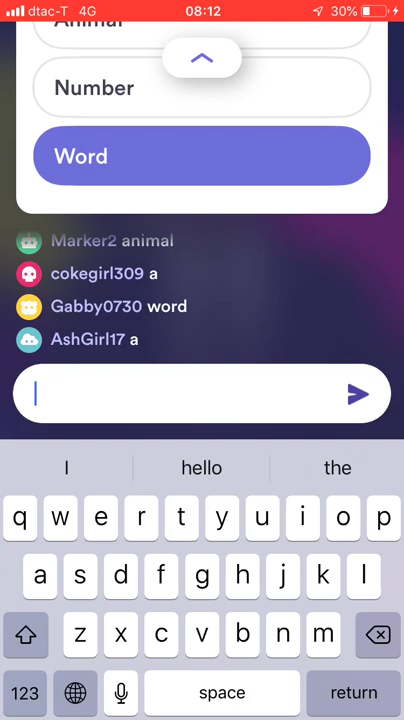 dtac-T 4G 08:12 30%
Animal
Number
Word
Marker2 animal
cokegirl309 a
Gabby0730 word
AshGirl17 a
I hello the
q w e r t y u i o p
a s d f g h j k l
z x c v b n m
123 space return